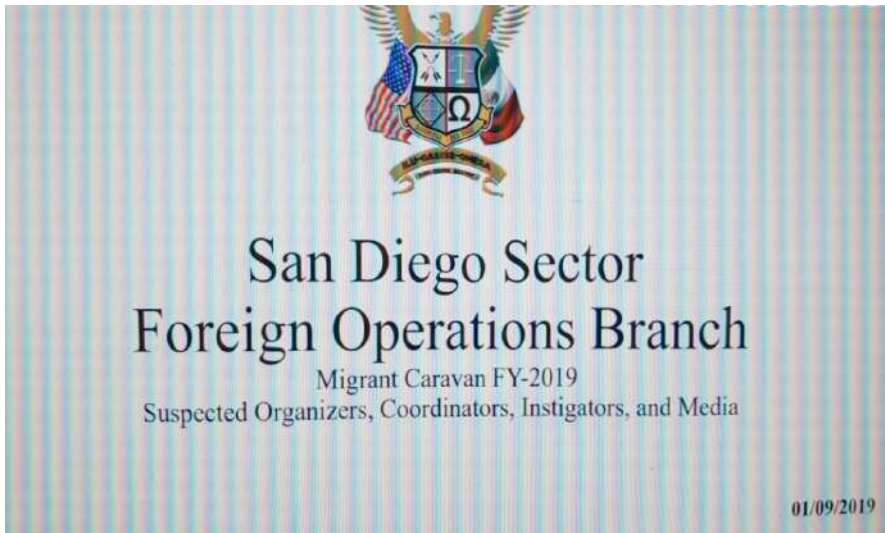 Ω
San Diego Sector
Foreign Operations Branch
Migrant Caravan FY-2019
Suspected Organizers, Coordinators, Instigators, and Media
01/09/2019